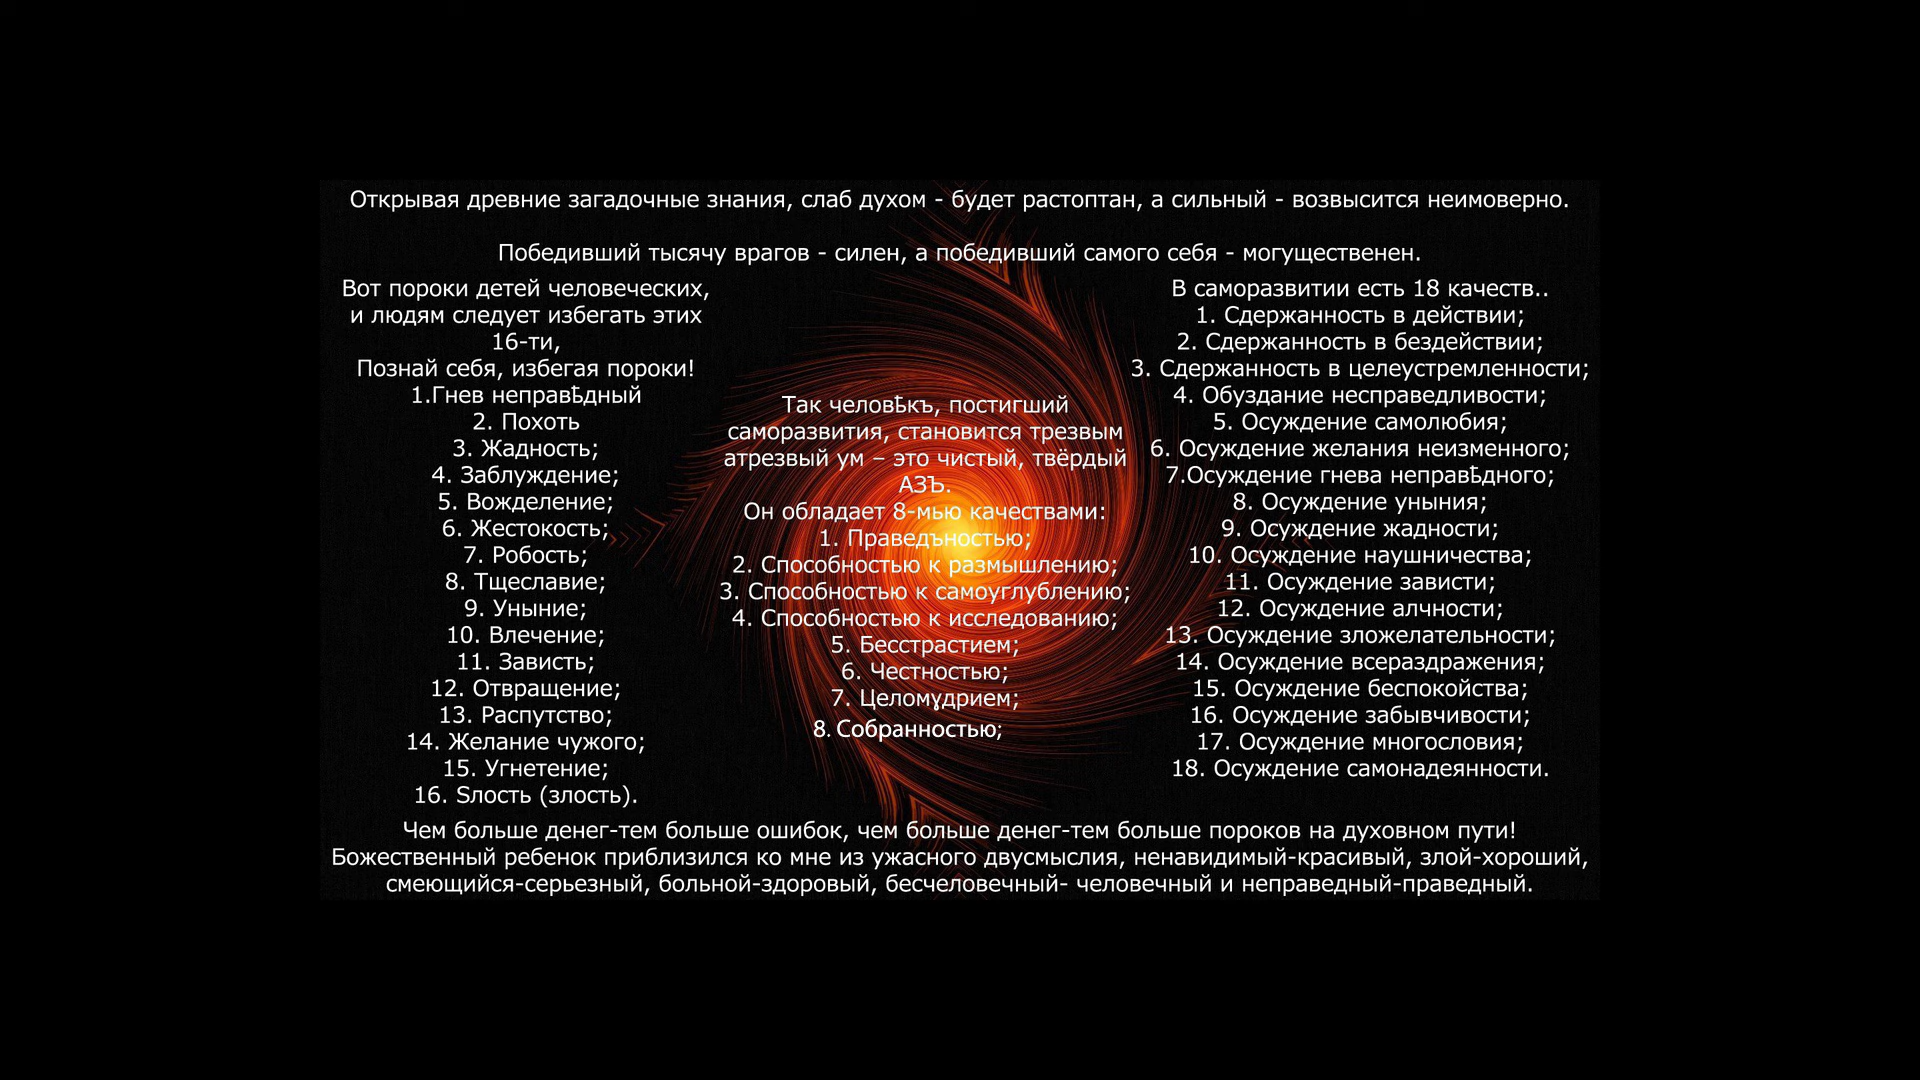 Открывая древние загадочные знания, слаб духом - будет растоптан, а сильный - возвысится неимоверно.
Победивший тысячу врагов - силен, а победивший самого себя - могущественен.
Вот пороки детей человеческих,
и людям следует избегать этих
16-ти,
Познай себя, избегая пороки!
1.Гнев неправѣдный
2. Похоть
3. Жадность;
4. Заблуждение;
5. Вожделение;
6. Жестокость;
7. Робость;
8. Тщеславие;
9. Уныние;
10. Влечение;
11. Зависть;
12. Отвращение;
13. Распутство;
14. Желание чужого;
15. Угнетение;
16. Ѕлость (злость).
Так человѣкъ, постигший
саморазвития, становится трезвым
атрезвый ум – это чистый, твёрдый
АЗЪ.
Он обладает 8-мью качествами:
1. Праведъностью;
2. Способностью к размышлению;
3. Способностью к самоуглублению;
4. Способностью к исследованию;
5. Бесстрастием;
6. Честностью;
7. Целомꙋдрием;
8. Собранностью;
В саморазвитии есть 18 качеств..
1. Сдержанность в действии;
2. Сдержанность в бездействии;
3. Сдержанность в целеустремленности;
4. Обуздание несправедливости;
5. Осуждение самолюбия;
6. Осуждение желания неизменного;
7.Осуждение гнева неправѣдного;
8. Осуждение уныния;
9. Осуждение жадности;
10. Осуждение наушничества;
11. Осуждение зависти;
12. Осуждение алчности;
13. Осуждение зложелательности;
14. Осуждение всераздражения;
15. Осуждение беспокойства;
16. Осуждение забывчивости;
17. Осуждение многословия;
18. Осуждение самонадеянности.
Чем больше денег-тем больше ошибок, чем больше денег-тем больше пороков на духовном пути!
Божественный ребенок приблизился ко мне из ужасного двусмыслия, ненавидимый-красивый, злой-хороший,
смеющийся-серьезный, больной-здоровый, бесчеловечный- человечный и неправедный-праведный.